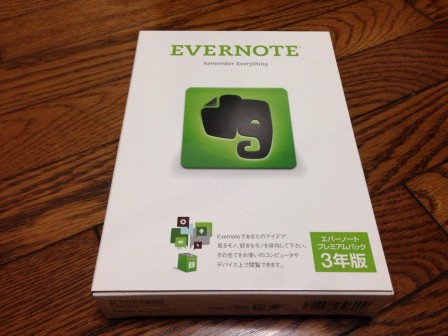 EVERNOTE®
Remember Everything
Evernoteであなたのアイデア、
見るモノ、好きなモノを保存して下さい。
その全てをお使いのコンピュータや
デバイス上で閲覧できます。
エバーノート
プレミアムパック
3年版